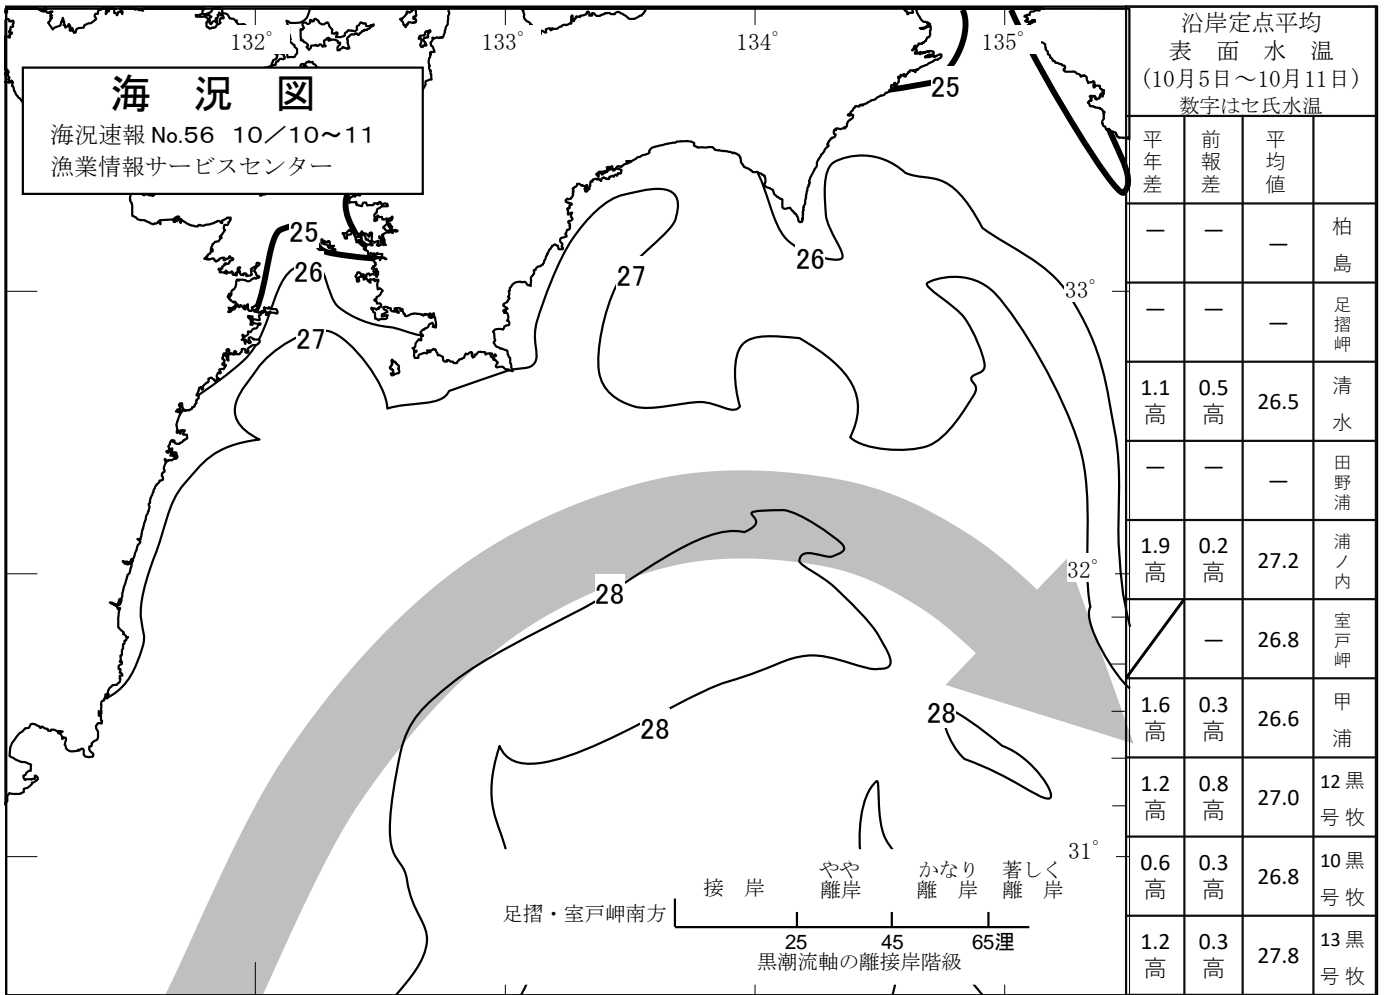 海況図
海況速報 No.56 10／10～11
漁業情報サービスセンター
132°
133°
134°
135°
25
25
26
27
27
26
33°
32°
31°
28
28
28
接岸 やや離岸 かなり離岸 著しく離岸
足摺・室戸岬南方
25 45 65浬
黒潮流軸の離接岸階級
沿岸定点平均
表面水温
(10月5日～10月11日)
数字はセ氏水温
平年差 前報差 平均値
— — — 柏島
— — — 足摺岬
1.1高 0.5高 26.5 清水
— — — 田野浦
1.9高 0.2高 27.2 浦ノ内
— 26.8 室戸岬
1.6高 0.3高 26.6 甲浦
1.2高 0.8高 27.0 黒牧12号
0.6高 0.3高 26.8 黒牧10号
1.2高 0.3高 27.8 黒牧13号